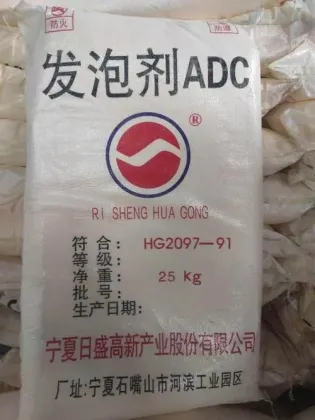 防火 防潮
发泡剂ADC
®
RI SHENG HUA GONG
符合： HG2097—91
等级：
净重： 25 Kg
批号：
生产日期：
宁夏日盛高新产业股份有限公司
厂址：宁夏石嘴山市河滨工业园区